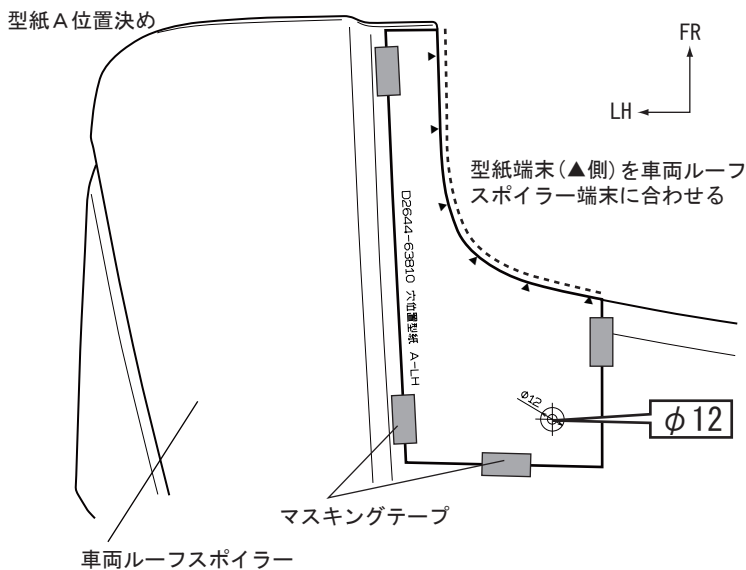 型紙A位置決め
FR
LH
型紙端末(▲側)を車両ルーフ
スポイラー端末に合わせる
D2644-63810 穴位置型紙 A-LH
φ12
φ12
マスキングテープ
車両ルーフスポイラー